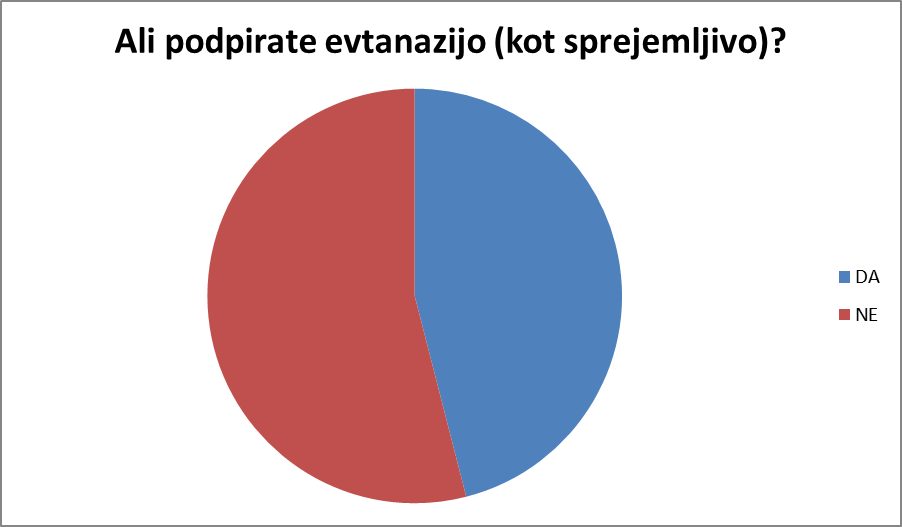 Ali podpirate evtanazijo (kot sprejemljivo)?
DA
NE